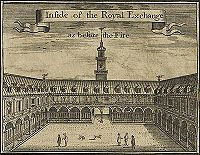 Inside of the Royal Exchange
as before the Fire